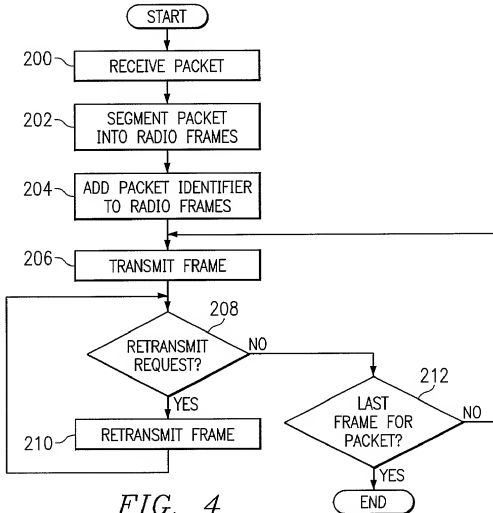 START
200
RECEIVE PACKET
202
SEGMENT PACKET
INTO RADIO FRAMES
204
ADD PACKET IDENTIFIER
TO RADIO FRAMES
206
TRANSMIT FRAME
208
RETRANSMIT
REQUEST?
NO
YES
210
RETRANSMIT FRAME
212
LAST
FRAME FOR
PACKET?
NO
YES
END
FIG. 4